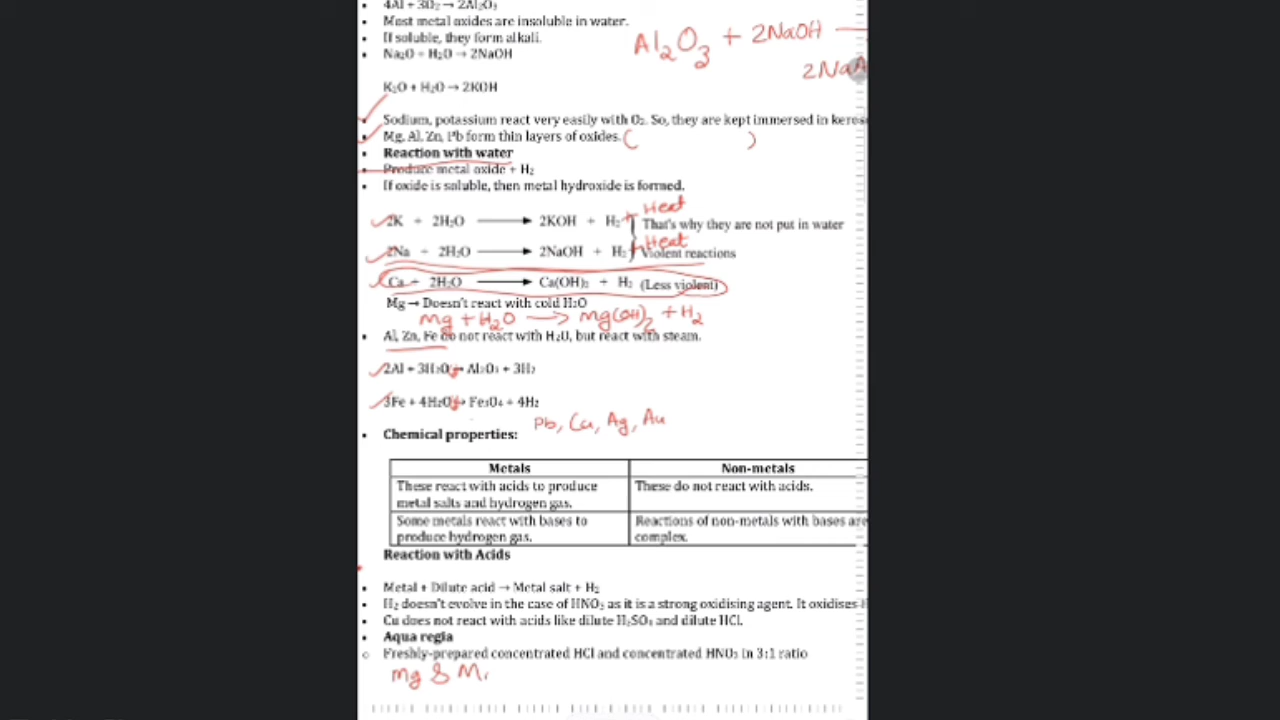 4Al + 3O₂ → 2Al₂O₃
• Most metal oxides are insoluble in water.
• If soluble, they form alkali.
Al₂O₃ + 2NaOH
• Na₂O + H₂O → 2NaOH
2NaA
K₂O + H₂O → 2KOH
• Sodium, potassium react very easily with O₂. So, they are kept immersed in keros
• Mg, Al, Zn, Pb form thin layers of oxides. ( )
• Reaction with water
• Produce metal oxide + H₂
• If oxide is soluble, then metal hydroxide is formed.
2K + 2H₂O → 2KOH + H₂ + Heat
That's why they are not put in water
2Na + 2H₂O → 2NaOH + H₂ + Heat
Violent reactions
Ca + 2H₂O → Ca(OH)₂ + H₂ (Less violent)
Mg → Doesn't react with cold H₂O
Mg + H₂O → Mg(OH)₂ + H₂
• Al, Zn, Fe do not react with H₂O, but react with steam.
2Al + 3H₂O → Al₂O₃ + 3H₂
3Fe + 4H₂O → Fe₃O₄ + 4H₂
Pb, Cu, Ag, Au
• Chemical properties:
Metals Non-metals
These react with acids to produce These do not react with acids.
metal salts and hydrogen gas.
Some metals react with bases to Reactions of non-metals with bases are
produce hydrogen gas. complex.
Reaction with Acids
• Metal + Dilute acid → Metal salt + H₂
• H₂ doesn't evolve in the case of HNO₃ as it is a strong oxidising agent. It oxidises
• Cu does not react with acids like dilute H₂SO₄ and dilute HCl.
• Aqua regia
o Freshly-prepared concentrated HCl and concentrated HNO₃ in 3:1 ratio
Mg & M